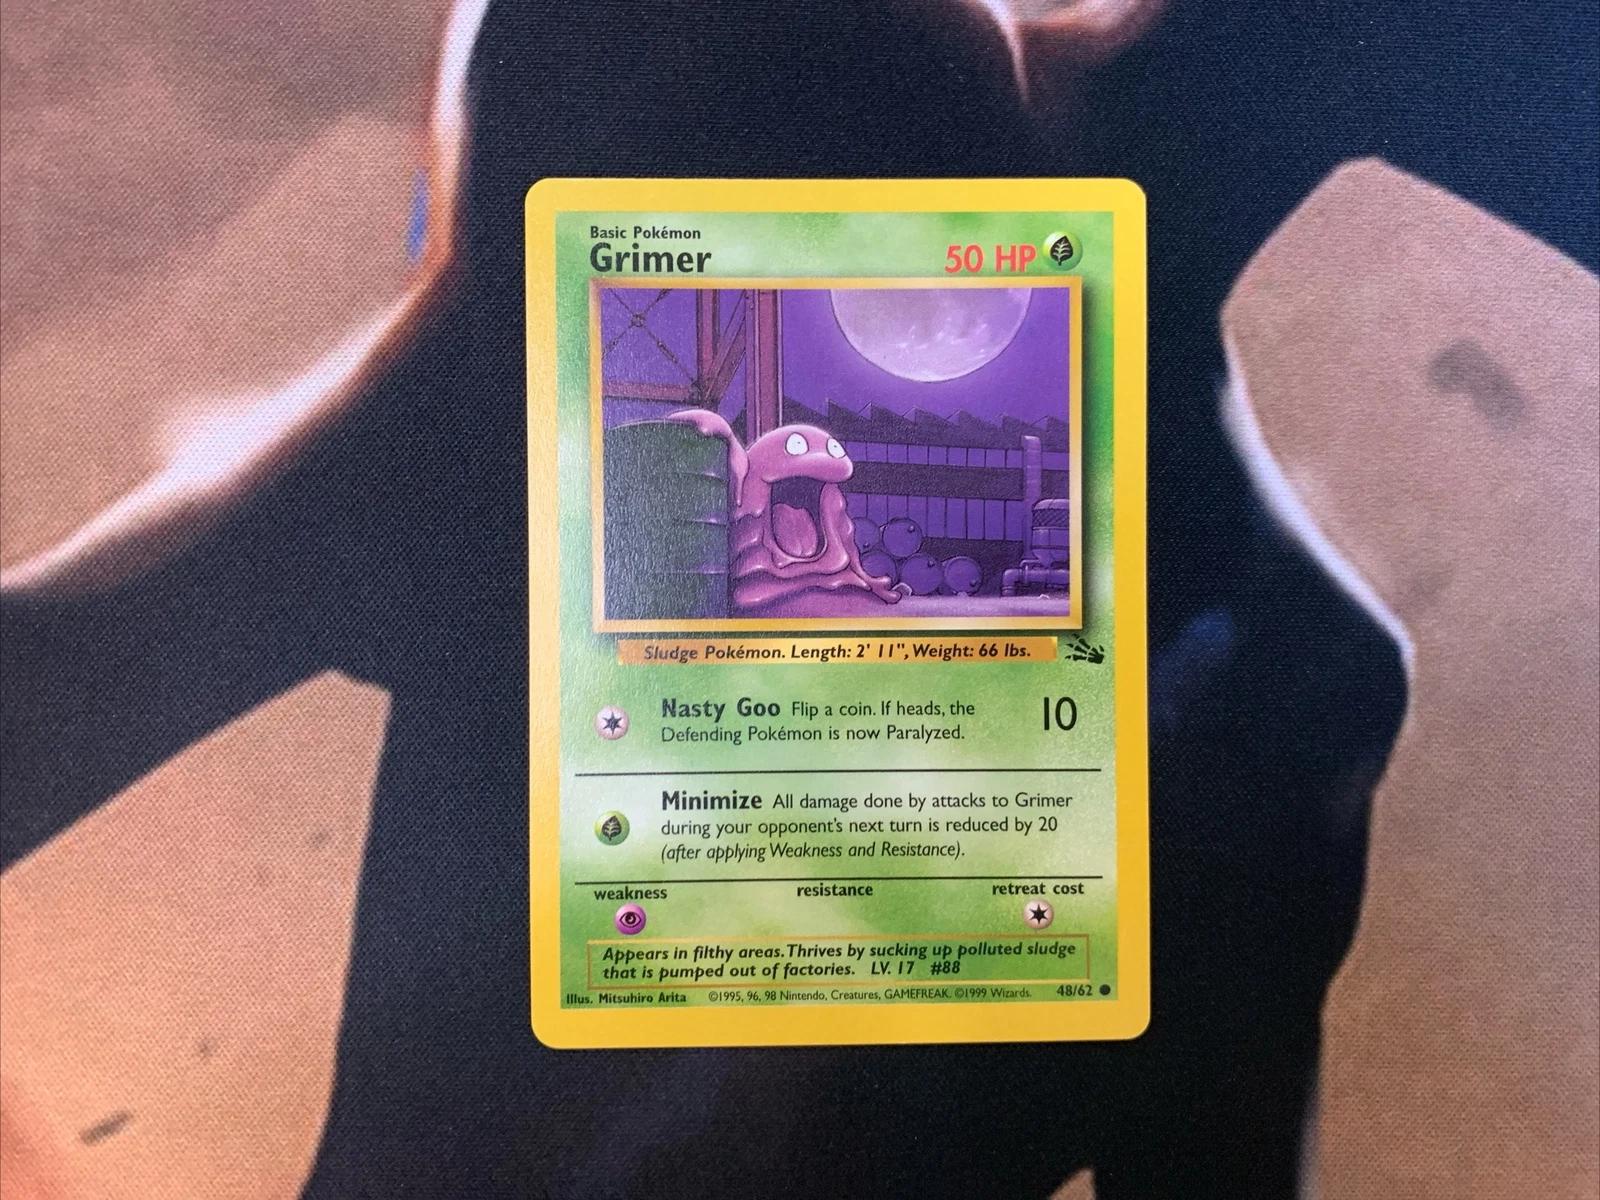 Basic Pokémon
Grimer
50 HP
Sludge Pokémon. Length: 2' 11", Weight: 66 lbs.
Nasty Goo Flip a coin. If heads, the
Defending Pokémon is now Paralyzed.
10
Minimize All damage done by attacks to Grimer
during your opponent's next turn is reduced by 20
(after applying Weakness and Resistance).
weakness resistance retreat cost
Appears in filthy areas. Thrives by sucking up polluted sludge
that is pumped out of factories. LV. 17 #88
Illus. Mitsuhiro Arita ©1995, 96, 98 Nintendo, Creatures, GAMEFREAK. ©1999 Wizards. 48/62